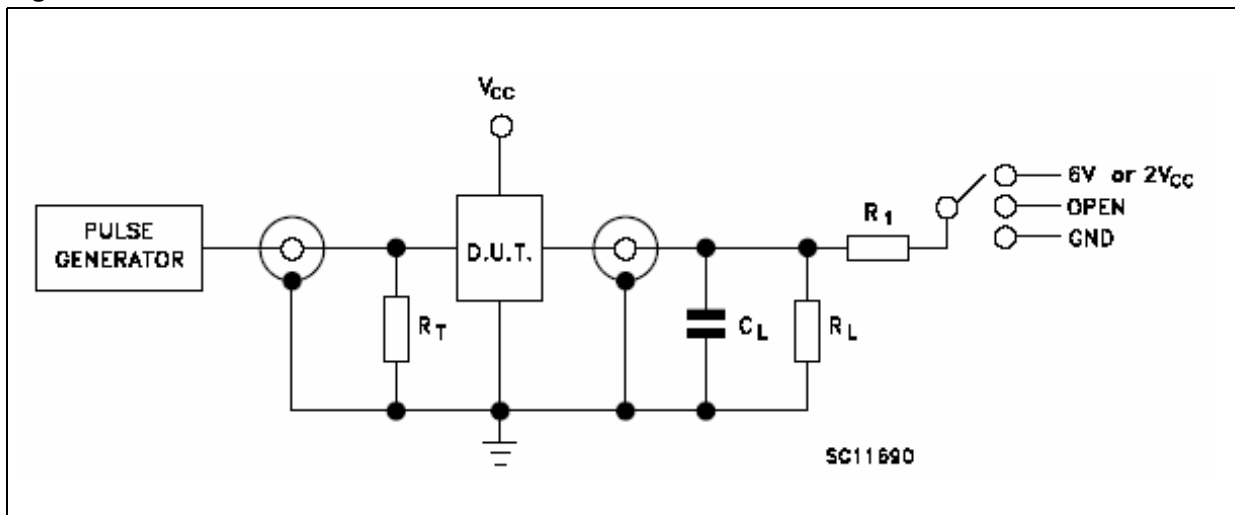 VCC
PULSE
GENERATOR
D.U.T.
RT
CL
RL
R1
6V or 2VCC
OPEN
GND
SC11690